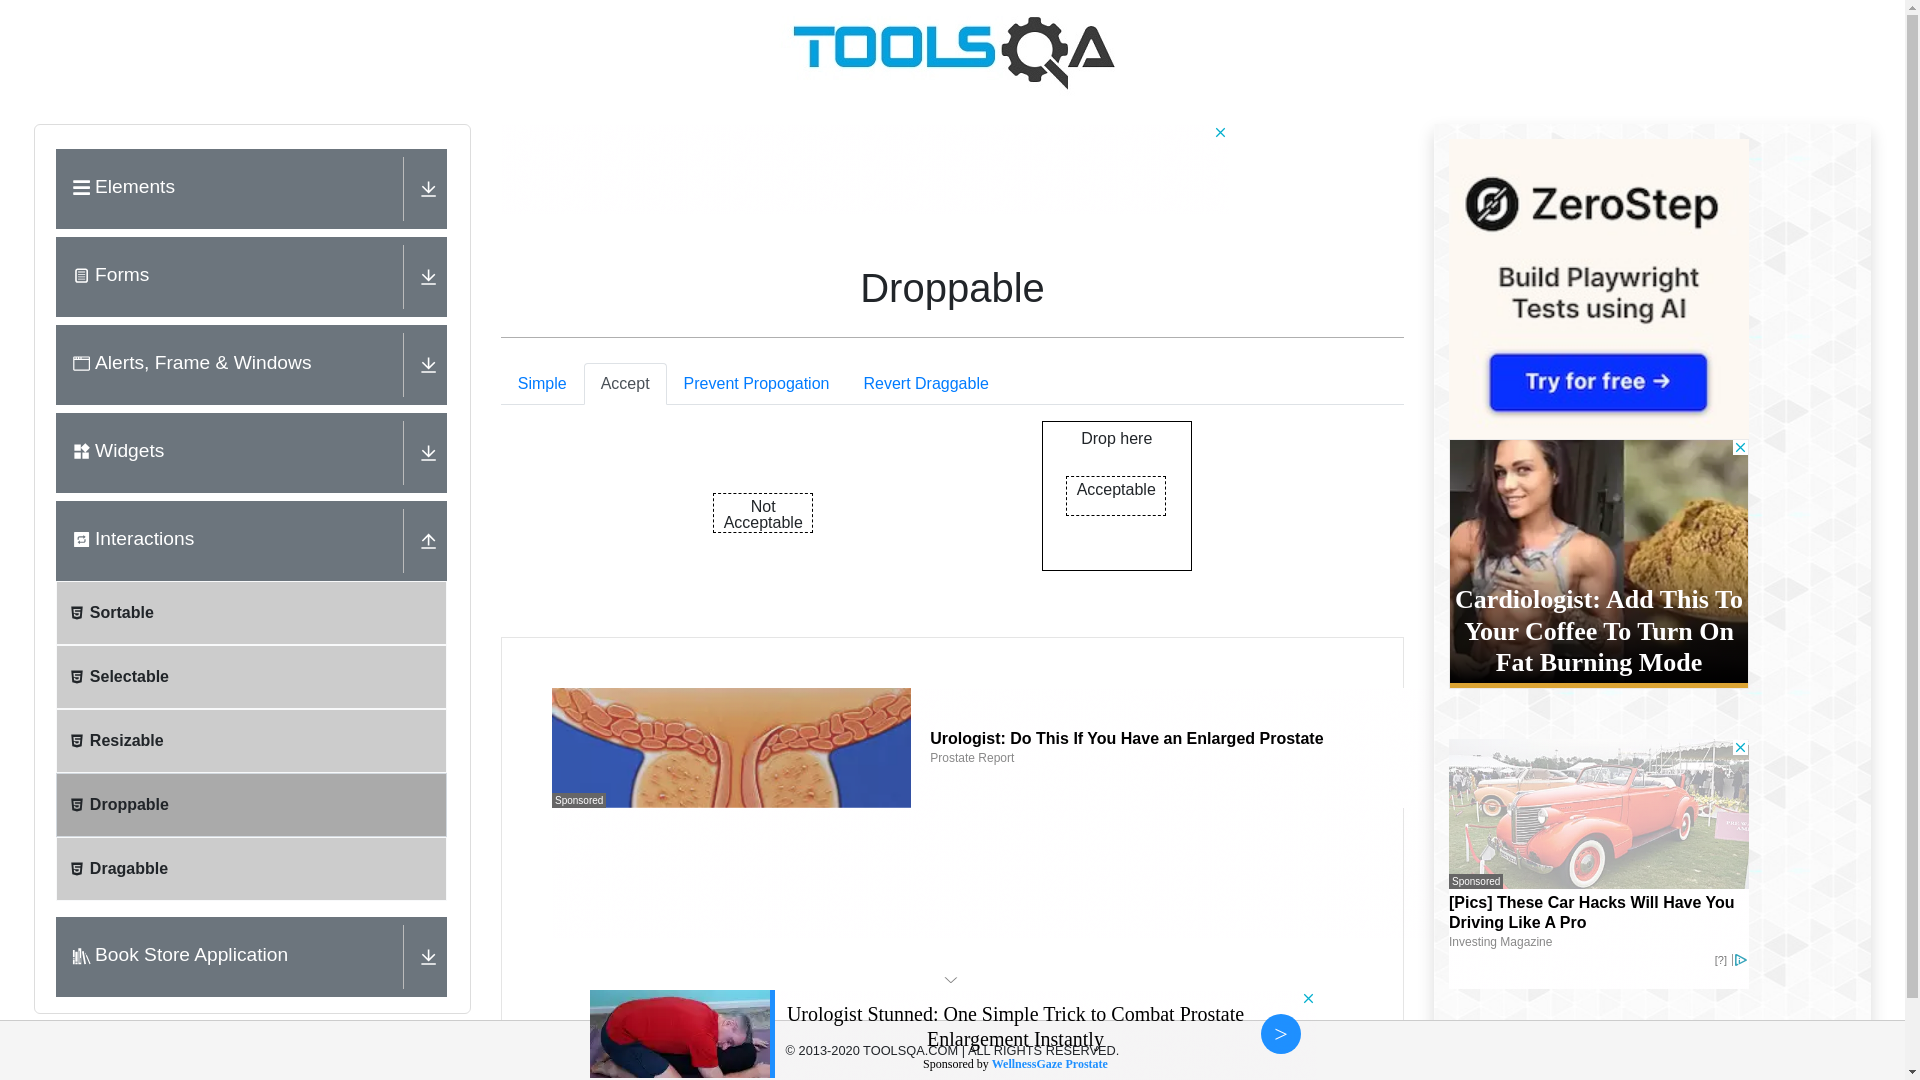 TOOLSQA
Elements
Forms
Alerts, Frame & Windows
Widgets
Interactions
Sortable
Selectable
Resizable
Droppable
Dragabble
Book Store Application
Droppable
Simple
Accept
Prevent Propogation
Revert Draggable
Not
Acceptable
Drop here
Acceptable
Sponsored
Urologist: Do This If You Have an Enlarged Prostate
Prostate Report
Urologist Stunned: One Simple Trick to Combat Prostate
Enlargement Instantly
Sponsored by WellnessGaze Prostate
>
© 2013-2020 TOOLSQA.COM | ALL RIGHTS RESERVED.
ZeroStep
Build Playwright
Tests using AI
Try for free →
Cardiologist: Add This To
Your Coffee To Turn On
Fat Burning Mode
Sponsored
[Pics] These Car Hacks Will Have You
Driving Like A Pro
Investing Magazine
[?]